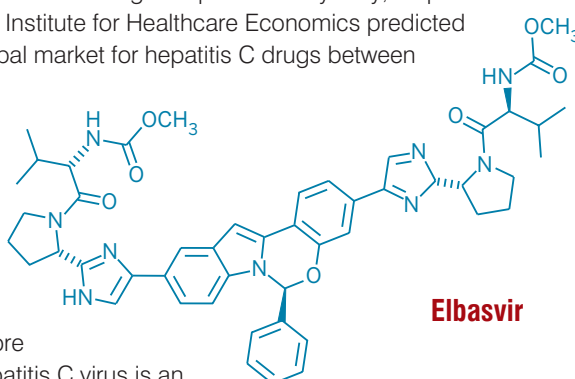 Institute for Healthcare Economics predicted
bal market for hepatitis C drugs between
OCH₃
HN
O
O
H
N
OCH₃
O
O
N
N
N
N
N
HN
N
O
Elbasvir
ore
atitis C virus is an